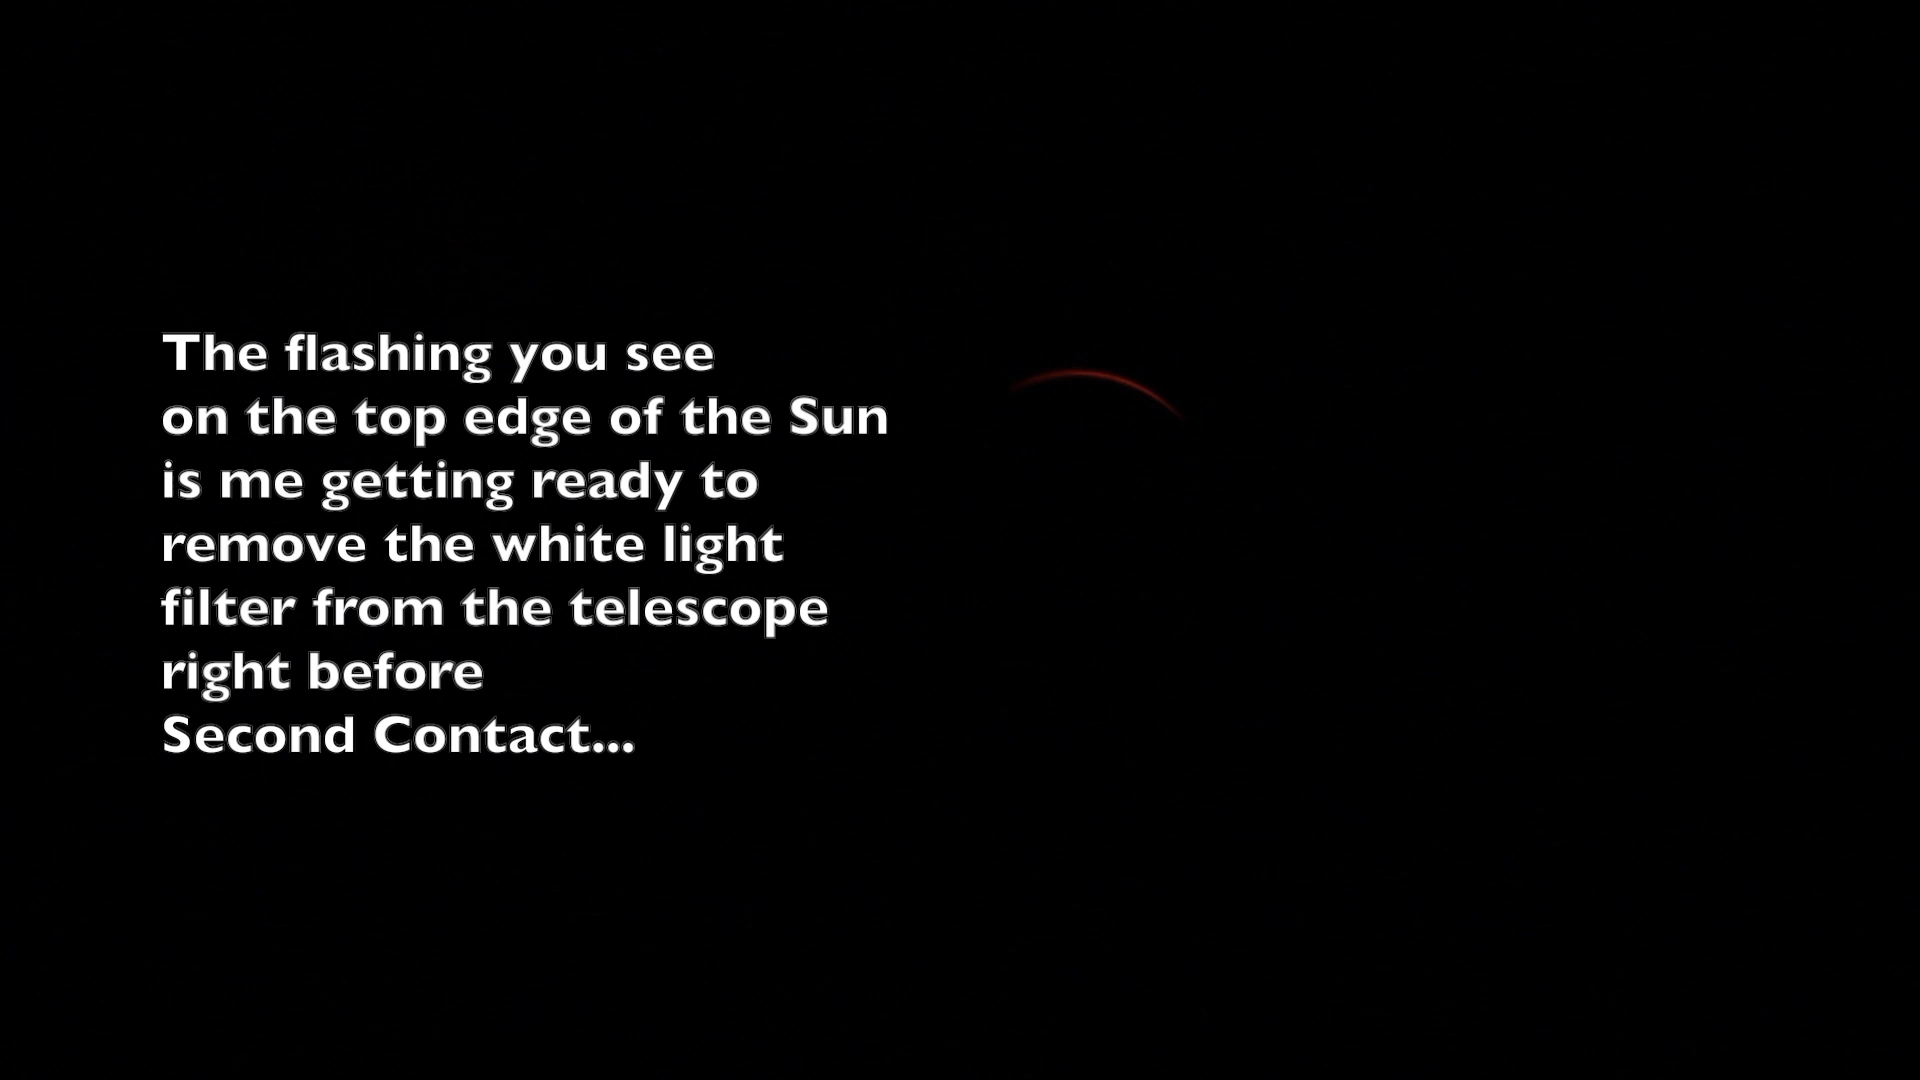 The flashing you see
on the top edge of the Sun
is me getting ready to
remove the white light
filter from the telescope
right before
Second Contact...